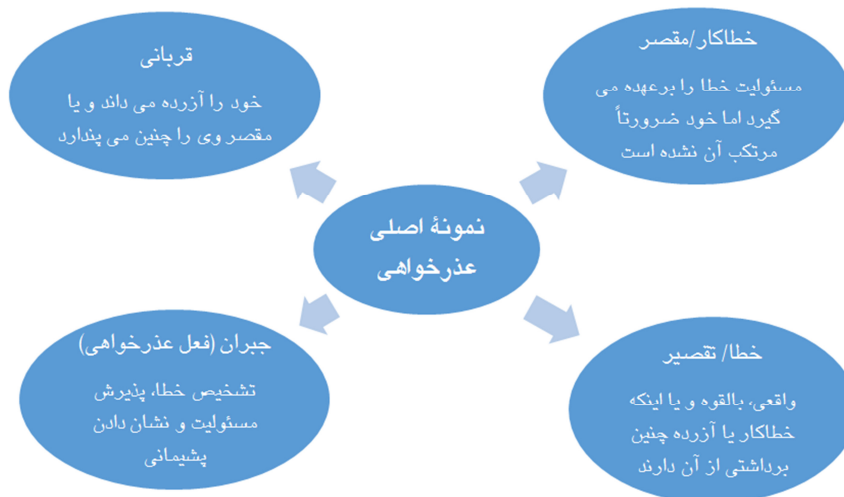 خطاکار/مقصر
مسئولیت خطا را برعهده می
گیرد اما خود ضرورتاً
مرتکب آن نشده است
قربانی
خود را آزرده می داند و یا
مقصر وی را چنین می پندارد
نمونۀ اصلی
عذرخواهی
خطا/ تقصیر
واقعی، بالقوه و یا اینکه
خطاکار یا آزرده چنین
برداشتی از آن دارند
جبران (فعل عذرخواهی)
تشخیص خطا، پذیرش
مسئولیت و نشان دادن
پشیمانی